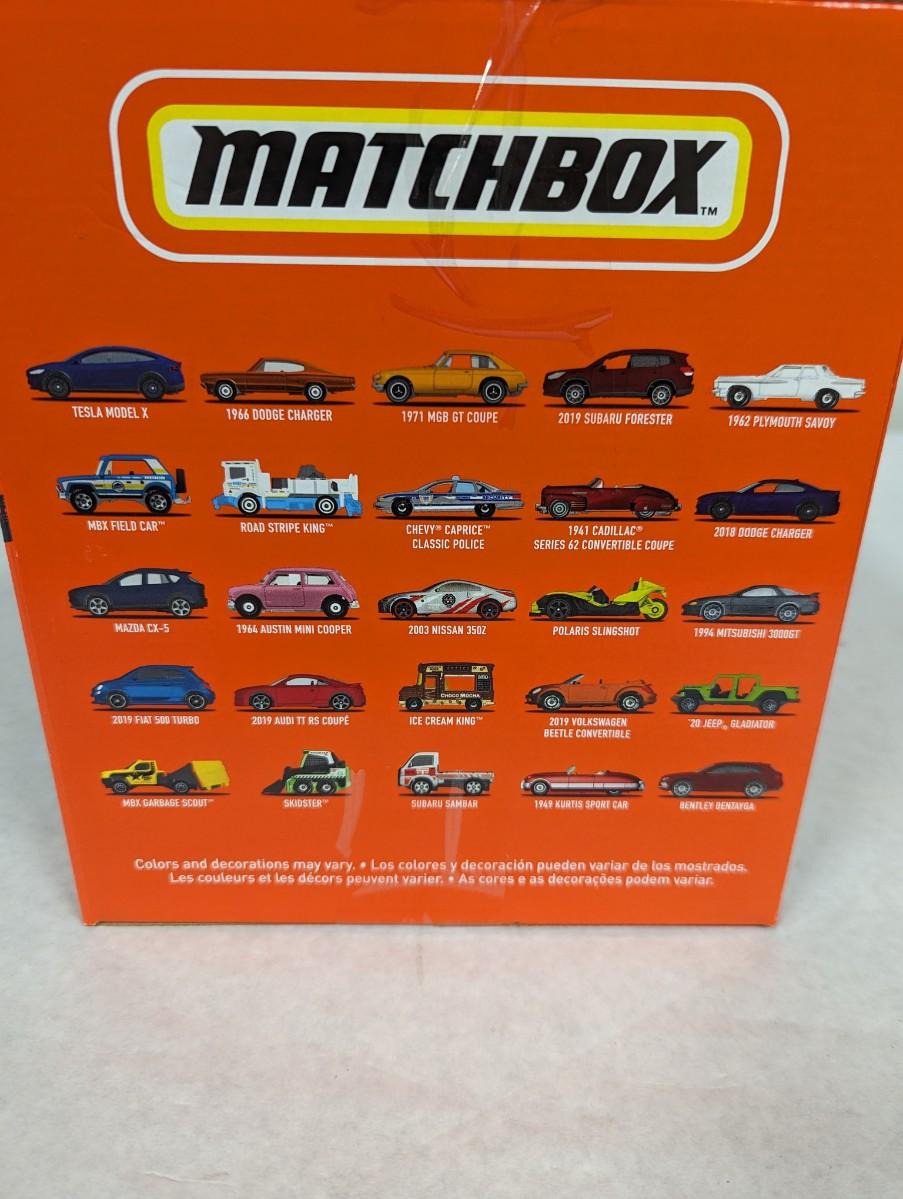 MATCHBOX™
TESLA MODEL X
1966 DODGE CHARGER
1971 MGB GT COUPE
2019 SUBARU FORESTER
1962 PLYMOUTH SAVOY
MBX FIELD CAR™
ROAD STRIPE KING™
CHEVY® CAPRICE™
CLASSIC POLICE
SECURITY
1941 CADILLAC®
SERIES 62 CONVERTIBLE COUPE
2018 DODGE CHARGER
MAZDA CX-5
1964 AUSTIN MINI COOPER
2003 NISSAN 350Z
POLARIS SLINGSHOT
1994 MITSUBISHI 3000GT
2019 FIAT 500 TURBO
2019 AUDI TT RS COUPÉ
CHOCO MOCHA
ICE CREAM KING™
2019 VOLKSWAGEN
BEETLE CONVERTIBLE
'20 JEEP® GLADIATOR
MBX GARBAGE SCOUT™
SKIDSTER™
SUBARU SAMBAR
1949 KURTIS SPORT CAR
BENTLEY BENTAYGA
Colors and decorations may vary. • Los colores y decoración pueden variar de los mostrados.
Les couleurs et les décors peuvent varier. • As cores e as decorações podem variar.